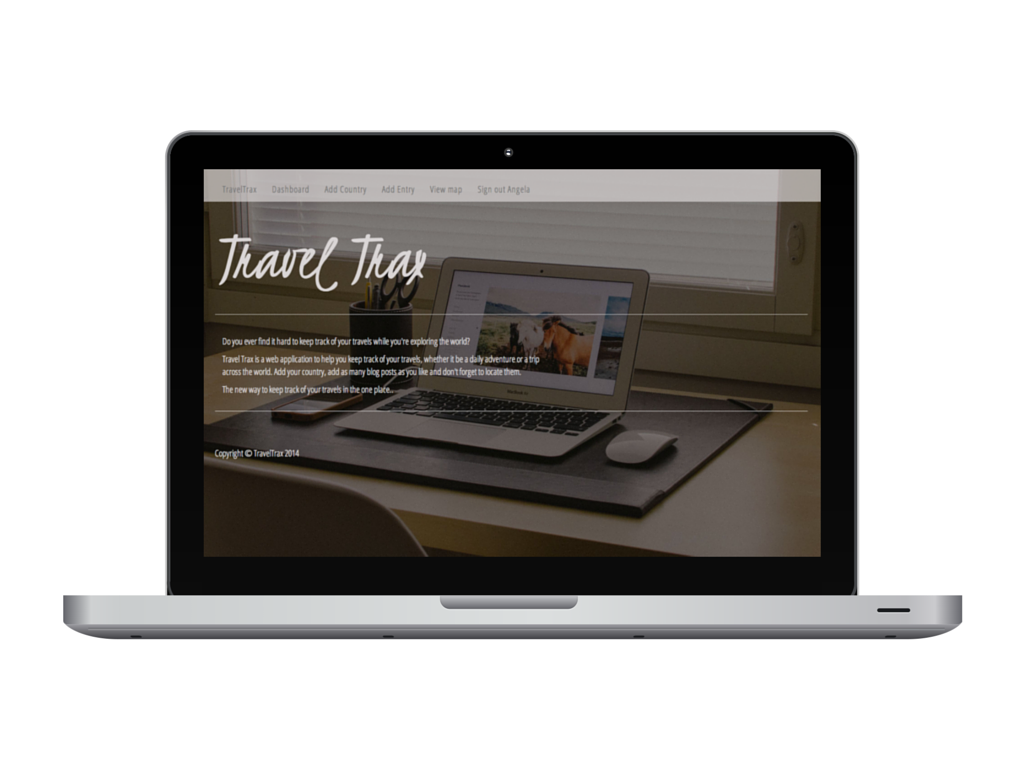 TravelTrax Dashboard Add Country Add Entry View map Sign out Angela
Travel Trax
Do you ever find it hard to keep track of your travels while you're exploring the world?
Travel Trax is a web application to help you keep track of your travels, whether it be a daily adventure or a trip
across the world. Add your country, add as many blog posts as you like and don't forget to locate them.
The new way to keep track of your travels in the one place..
Copyright © TravelTrax 2014